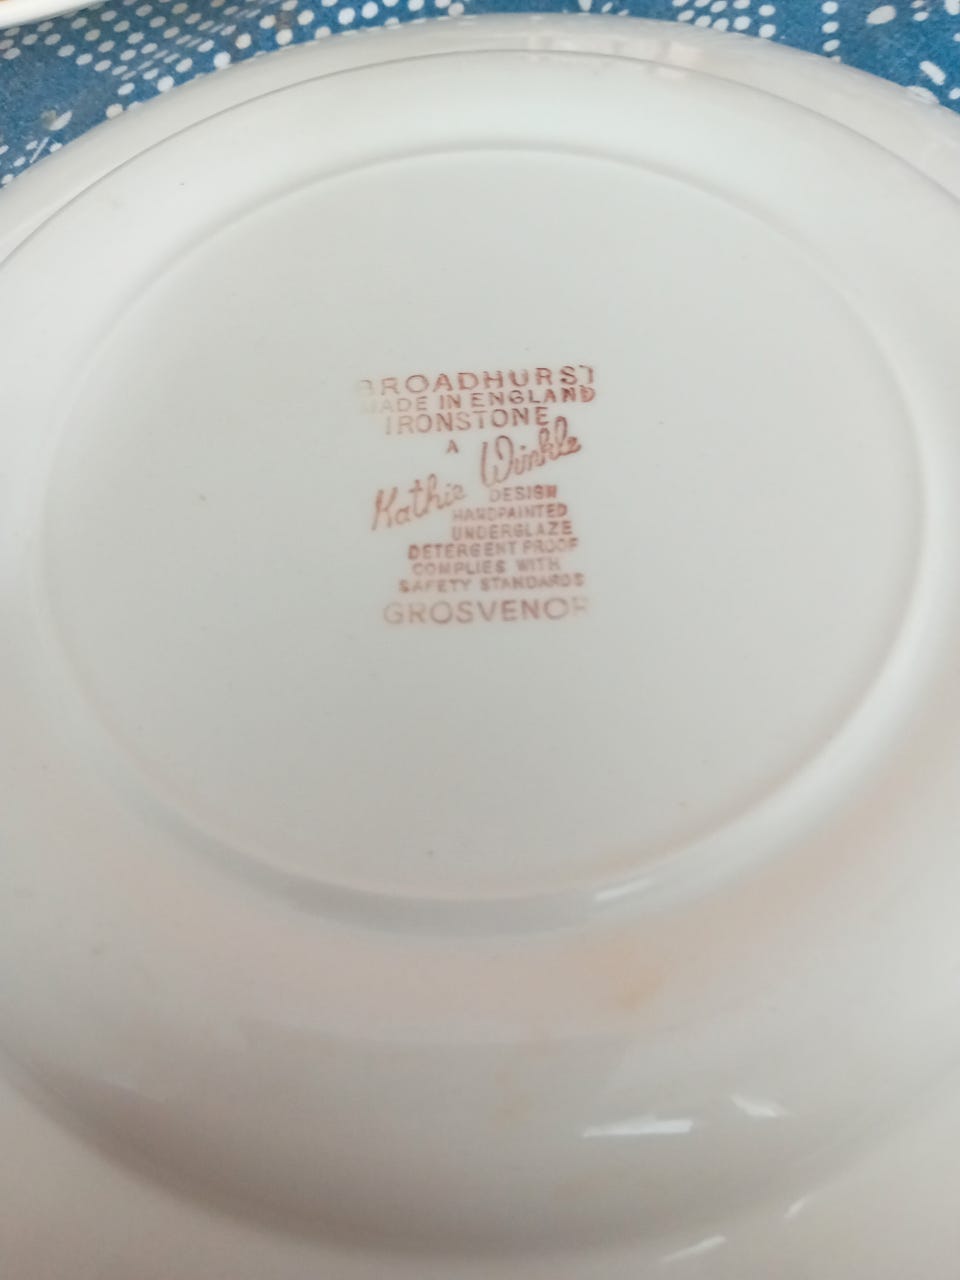 BROADHURST
MADE IN ENGLAND
IRONSTONE
A
Kathie Winkle
DESIGN
HANDPAINTED
UNDERGLAZE
DETERGENT PROOF
COMPLIES WITH
SAFETY STANDARDS
GROSVENOR